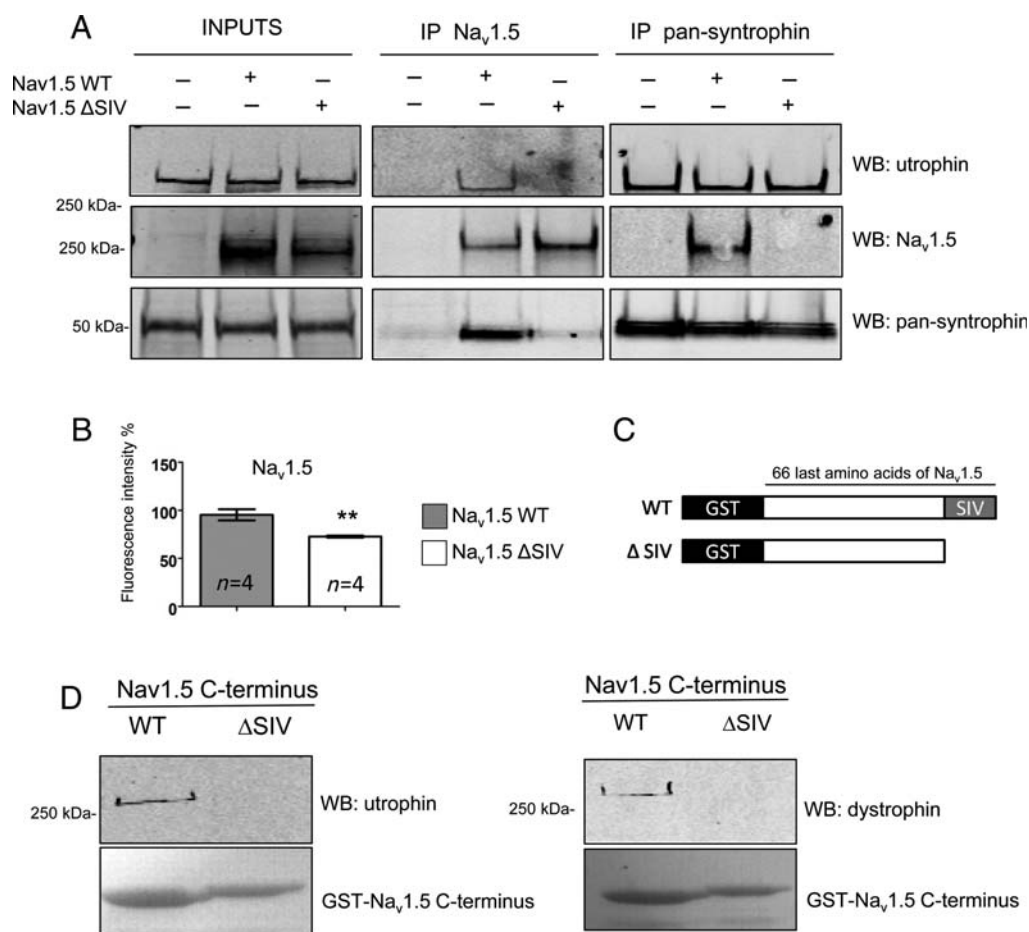 A
INPUTS
IP Naᵥ1.5
IP pan-syntrophin
Nav1.5 WT – + – – + – – + –
Nav1.5 ΔSIV – – + – – + – – +
WB: utrophin
250 kDa-
250 kDa-
WB: Naᵥ1.5
50 kDa-
WB: pan-syntrophin
B
Fluorescence intensity %
Naᵥ1.5
150
100
50
0
**
n=4
n=4
Naᵥ1.5 WT
Naᵥ1.5 ΔSIV
C
66 last amino acids of Naᵥ1.5
WT GST SIV
Δ SIV GST
D
Nav1.5 C-terminus
WT ΔSIV
250 kDa-
WB: utrophin
GST-Naᵥ1.5 C-terminus
Nav1.5 C-terminus
WT ΔSIV
250 kDa-
WB: dystrophin
GST-Naᵥ1.5 C-terminus